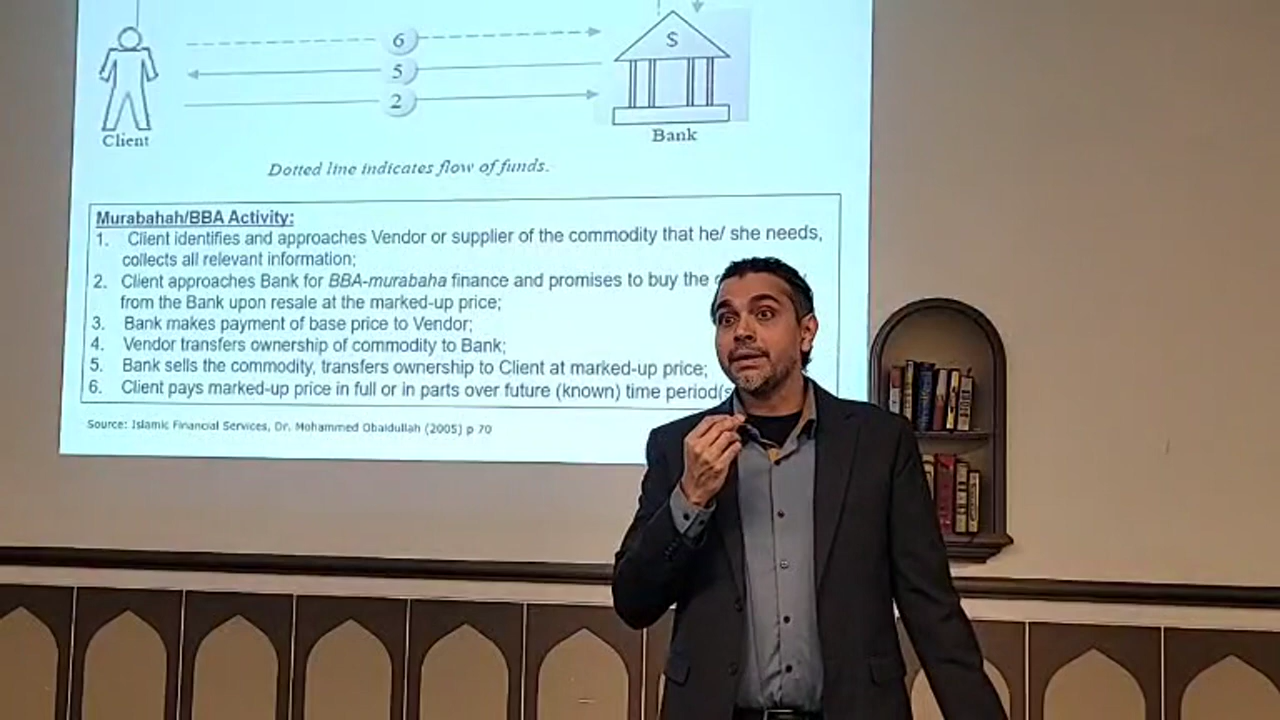 $
6
5
2
Client
Bank
Dotted line indicates flow of funds.
Murabahah/BBA Activity:
1. Client identifies and approaches Vendor or supplier of the commodity that he/ she needs,
collects all relevant information;
2. Client approaches Bank for BBA-murabaha finance and promises to buy the
from the Bank upon resale at the marked-up price;
3. Bank makes payment of base price to Vendor;
4. Vendor transfers ownership of commodity to Bank;
5. Bank sells the commodity, transfers ownership to Client at marked-up price;
6. Client pays marked-up price in full or in parts over future (known) time period(s
Source: Islamic Financial Services, Dr. Mohammed Obaidullah (2005) p 70